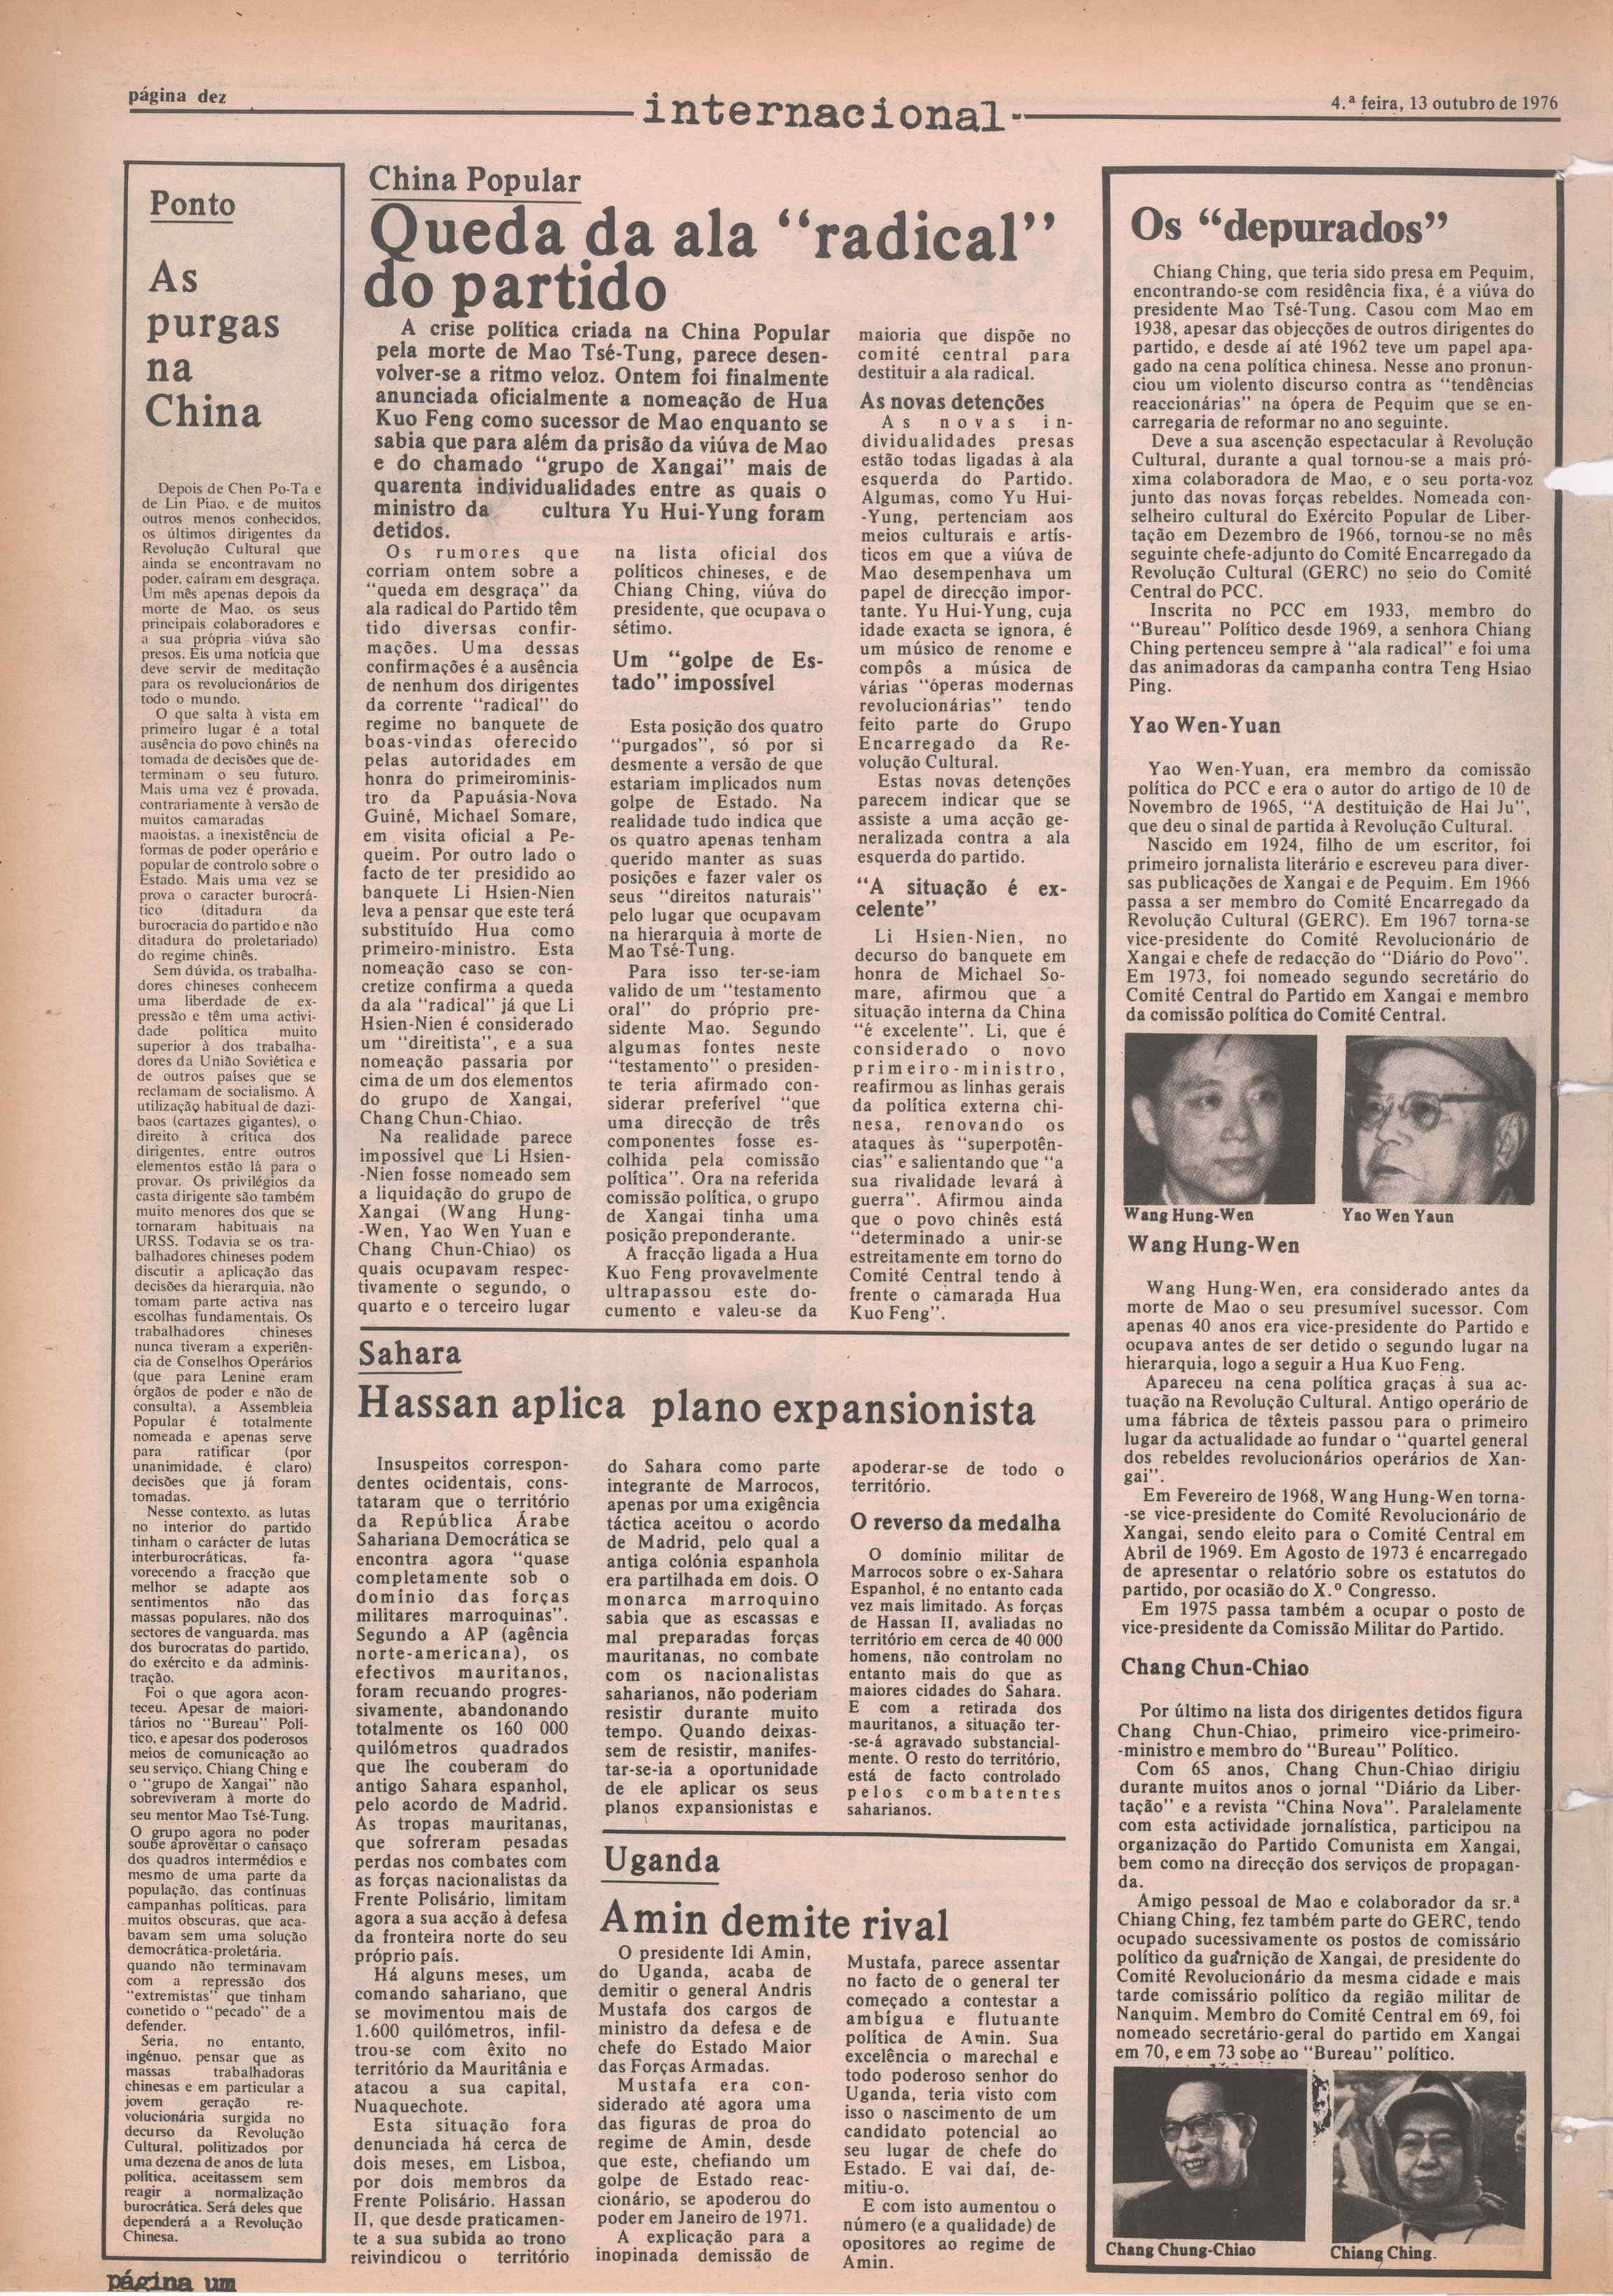 página dez
internacional
4.ª feira, 13 outubro de 1976
Ponto
As
purgas
na
China
Depois de Chen Po-Ta e
de Lin Piao, e de muitos
outros menos conhecidos,
os últimos dirigentes da
Revolução Cultural que
ainda se encontravam no
poder, caíram em desgraça.
Um mês apenas depois da
morte de Mao, os seus
principais colaboradores e
a sua própria viúva são
presos. Eis uma notícia que
deve servir de meditação
para os revolucionários de
todo o mundo.
O que salta à vista em
primeiro lugar é a total
ausência do povo chinês na
tomada de decisões que de-
terminam o seu futuro.
Mais uma vez é provada,
contrariamente à versão de
muitos camaradas
maoistas, a inexistência de
formas de poder operário e
popular de controlo sobre o
Estado. Mais uma vez se
prova o caracter burocrá-
tico (ditadura da
burocracia do partido e não
ditadura do proletariado)
do regime chinês.
Sem dúvida, os trabalha-
dores chineses conhecem
uma liberdade de ex-
pressão e têm uma activi-
dade política muito
superior à dos trabalha-
dores da União Soviética e
de outros países que se
reclamam de socialismo. A
utilização habitual de dazi-
baos (cartazes gigantes), o
direito à crítica dos
dirigentes, entre outros
elementos estão lá para o
provar. Os privilégios da
casta dirigente são também
muito menores dos que se
tornaram habituais na
URSS. Todavia se os tra-
balhadores chineses podem
discutir a aplicação das
decisões da hierarquia, não
tomam parte activa nas
escolhas fundamentais. Os
trabalhadores chineses
nunca tiveram a experiên-
cia de Conselhos Operários
(que para Lenine eram
órgãos de poder e não de
consulta), a Assembleia
Popular é totalmente
nomeada e apenas serve
para ratificar (por
unanimidade, é claro)
decisões que já foram
tomadas.
Nesse contexto, as lutas
no interior do partido
tinham o carácter de lutas
interburocráticas, fa-
vorecendo a fracção que
melhor se adapte aos
sentimentos não das
massas populares, não dos
sectores de vanguarda, mas
dos burocratas do partido,
do exército e da adminis-
tração.
Foi o que agora acon-
teceu. Apesar de maiori-
tários no "Bureau" Polí-
tico, e apesar dos poderosos
meios de comunicação ao
seu serviço, Chiang Ching e
o "grupo de Xangai" não
sobreviveram à morte do
seu mentor Mao Tsé-Tung.
O grupo agora no poder
soube aproveitar o cansaço
dos quadros intermédios e
mesmo de uma parte da
população, das contínuas
campanhas políticas, para
muitos obscuras, que aca-
bavam sem uma solução
democrática-proletária,
quando não terminavam
com a repressão dos
"extremistas" que tinham
cometido o "pecado" de a
defender.
Seria, no entanto,
ingénuo, pensar que as
massas trabalhadoras
chinesas e em particular a
jovem geração re-
volucionária surgida no
decurso da Revolução
Cultural, politizados por
uma dezena de anos de luta
política, aceitassem sem
reagir a normalização
burocrática. Será deles que
dependerá a a Revolução
Chinesa.
China Popular
Queda da ala "radical"
do partido
A crise política criada na China Popular
pela morte de Mao Tsé-Tung, parece desen-
volver-se a ritmo veloz. Ontem foi finalmente
anunciada oficialmente a nomeação de Hua
Kuo Feng como sucessor de Mao enquanto se
sabia que para além da prisão da viúva de Mao
e do chamado "grupo de Xangai" mais de
quarenta individualidades entre as quais o
ministro da cultura Yu Hui-Yung foram
detidos.
Os rumores que
corriam ontem sobre a
"queda em desgraça" da
ala radical do Partido têm
tido diversas confir-
mações. Uma dessas
confirmações é a ausência
de nenhum dos dirigentes
da corrente "radical" do
regime no banquete de
boas-vindas oferecido
pelas autoridades em
honra do primeirominis-
tro da Papuásia-Nova
Guiné, Michael Somare,
em visita oficial a Pe-
queim. Por outro lado o
facto de ter presidido ao
banquete Li Hsien-Nien
leva a pensar que este terá
substituído Hua como
primeiro-ministro. Esta
nomeação caso se con-
cretize confirma a queda
da ala "radical" já que Li
Hsien-Nien é considerado
um "direitista", e a sua
nomeação passaria por
cima de um dos elementos
do grupo de Xangai,
Chang Chun-Chiao.
Na realidade parece
impossível que Li Hsien-
-Nien fosse nomeado sem
a liquidação do grupo de
Xangai (Wang Hung-
-Wen, Yao Wen Yuan e
Chang Chun-Chiao) os
quais ocupavam respec-
tivamente o segundo, o
quarto e o terceiro lugar
na lista oficial dos
políticos chineses, e de
Chiang Ching, viúva do
presidente, que ocupava o
sétimo.
Um "golpe de Es-
tado" impossível
Esta posição dos quatro
"purgados", só por si
desmente a versão de que
estariam implicados num
golpe de Estado. Na
realidade tudo indica que
os quatro apenas tenham
querido manter as suas
posições e fazer valer os
seus "direitos naturais"
pelo lugar que ocupavam
na hierarquia à morte de
Mao Tsé-Tung.
Para isso ter-se-iam
valido de um "testamento
oral" do próprio pre-
sidente Mao. Segundo
algumas fontes neste
"testamento" o presiden-
te teria afirmado con-
siderar preferível "que
uma direcção de três
componentes fosse es-
colhida pela comissão
política". Ora na referida
comissão política, o grupo
de Xangai tinha uma
posição preponderante.
A fracção ligada a Hua
Kuo Feng provavelmente
ultrapassou este do-
cumento e valeu-se da
maioria que dispõe no
comité central para
destituir a ala radical.
As novas detenções
As novas in-
dividualidades presas
estão todas ligadas à ala
esquerda do Partido.
Algumas, como Yu Hui-
-Yung, pertenciam aos
meios culturais e artís-
ticos em que a viúva de
Mao desempenhava um
papel de direcção impor-
tante. Yu Hui-Yung, cuja
idade exacta se ignora, é
um músico de renome e
compôs a música de
várias "óperas modernas
revolucionárias" tendo
feito parte do Grupo
Encarregado da Re-
volução Cultural.
Estas novas detenções
parecem indicar que se
assiste a uma acção ge-
neralizada contra a ala
esquerda do partido.
"A situação é ex-
celente"
Li Hsien-Nien, no
decurso do banquete em
honra de Michael So-
mare, afirmou que a
situação interna da China
"é excelente". Li, que é
considerado o novo
primeiro-ministro,
reafirmou as linhas gerais
da política externa chi-
nesa, renovando os
ataques às "superpotên-
cias" e salientando que "a
sua rivalidade levará à
guerra". Afirmou ainda
que o povo chinês está
"determinado a unir-se
estreitamente em torno do
Comité Central tendo à
frente o camarada Hua
Kuo Feng".
Sahara
Hassan aplica plano expansionista
Insuspeitos correspon-
dentes ocidentais, cons-
tataram que o território
da República Árabe
Sahariana Democrática se
encontra agora "quase
completamente sob o
domínio das forças
militares marroquinas".
Segundo a AP (agência
norte-americana), os
efectivos mauritanos,
foram recuando progres-
sivamente, abandonando
totalmente os 160 000
quilómetros quadrados
que lhe couberam do
antigo Sahara espanhol,
pelo acordo de Madrid.
As tropas mauritanas,
que sofreram pesadas
perdas nos combates com
as forças nacionalistas da
Frente Polisário, limitam
agora a sua acção à defesa
da fronteira norte do seu
próprio país.
Há alguns meses, um
comando sahariano, que
se movimentou mais de
1.600 quilómetros, infil-
trou-se com êxito no
território da Mauritânia e
atacou a sua capital,
Nuaquechote.
Esta situação fora
denunciada há cerca de
dois meses, em Lisboa,
por dois membros da
Frente Polisário. Hassan
II, que desde praticamen-
te a sua subida ao trono
reivindicou o território
do Sahara como parte
integrante de Marrocos,
apenas por uma exigência
táctica aceitou o acordo
de Madrid, pelo qual a
antiga colónia espanhola
era partilhada em dois. O
monarca marroquino
sabia que as escassas e
mal preparadas forças
mauritanas, no combate
com os nacionalistas
saharianos, não poderiam
resistir durante muito
tempo. Quando deixas-
sem de resistir, manifes-
tar-se-ia a oportunidade
de ele aplicar os seus
planos expansionistas e
apoderar-se de todo o
território.
O reverso da medalha
O domínio militar de
Marrocos sobre o ex-Sahara
Espanhol, é no entanto cada
vez mais limitado. As forças
de Hassan II, avaliadas no
território em cerca de 40 000
homens, não controlam no
entanto mais do que as
maiores cidades do Sahara.
E com a retirada dos
mauritanos, a situação ter-
-se-á agravado substancial-
mente. O resto do território,
está de facto controlado
pelos combatentes
saharianos.
Uganda
Amin demite rival
O presidente Idi Amin,
do Uganda, acaba de
demitir o general Andris
Mustafa dos cargos de
ministro da defesa e de
chefe do Estado Maior
das Forças Armadas.
Mustafa era con-
siderado até agora uma
das figuras de proa do
regime de Amin, desde
que este, chefiando um
golpe de Estado reac-
cionário, se apoderou do
poder em Janeiro de 1971.
A explicação para a
inopinada demissão de
Mustafa, parece assentar
no facto de o general ter
começado a contestar a
ambígua e flutuante
política de Amin. Sua
excelência o marechal e
todo poderoso senhor do
Uganda, teria visto com
isso o nascimento de um
candidato potencial ao
seu lugar de chefe do
Estado. E vai daí, de-
mitiu-o.
E com isto aumentou o
número (e a qualidade) de
opositores ao regime de
Amin.
Os "depurados"
Chiang Ching, que teria sido presa em Pequim,
encontrando-se com residência fixa, é a viúva do
presidente Mao Tsé-Tung. Casou com Mao em
1938, apesar das objecções de outros dirigentes do
partido, e desde aí até 1962 teve um papel apa-
gado na cena política chinesa. Nesse ano pronun-
ciou um violento discurso contra as "tendências
reaccionárias" na ópera de Pequim que se en-
carregaria de reformar no ano seguinte.
Deve a sua ascenção espectacular à Revolução
Cultural, durante a qual tornou-se a mais pró-
xima colaboradora de Mao, e o seu porta-voz
junto das novas forças rebeldes. Nomeada con-
selheiro cultural do Exército Popular de Liber-
tação em Dezembro de 1966, tornou-se no mês
seguinte chefe-adjunto do Comité Encarregado da
Revolução Cultural (GERC) no seio do Comité
Central do PCC.
Inscrita no PCC em 1933, membro do
"Bureau" Político desde 1969, a senhora Chiang
Ching pertenceu sempre à "ala radical" e foi uma
das animadoras da campanha contra Teng Hsiao
Ping.
Yao Wen-Yuan
Yao Wen-Yuan, era membro da comissão
política do PCC e era o autor do artigo de 10 de
Novembro de 1965, "A destituição de Hai Ju",
que deu o sinal de partida à Revolução Cultural.
Nascido em 1924, filho de um escritor, foi
primeiro jornalista literário e escreveu para diver-
sas publicações de Xangai e de Pequim. Em 1966
passa a ser membro do Comité Encarregado da
Revolução Cultural (GERC). Em 1967 torna-se
vice-presidente do Comité Revolucionário de
Xangai e chefe de redacção do "Diário do Povo".
Em 1973, foi nomeado segundo secretário do
Comité Central do Partido em Xangai e membro
da comissão política do Comité Central.
Wang Hung-Wen
Yao Wen Yaun
Wang Hung-Wen
Wang Hung-Wen, era considerado antes da
morte de Mao o seu presumível sucessor. Com
apenas 40 anos era vice-presidente do Partido e
ocupava antes de ser detido o segundo lugar na
hierarquia, logo a seguir a Hua Kuo Feng.
Apareceu na cena política graças à sua ac-
tuação na Revolução Cultural. Antigo operário de
uma fábrica de têxteis passou para o primeiro
lugar da actualidade ao fundar o "quartel general
dos rebeldes revolucionários operários de Xan-
gai".
Em Fevereiro de 1968, Wang Hung-Wen torna-
-se vice-presidente do Comité Revolucionário de
Xangai, sendo eleito para o Comité Central em
Abril de 1969. Em Agosto de 1973 é encarregado
de apresentar o relatório sobre os estatutos do
partido, por ocasião do X.º Congresso.
Em 1975 passa também a ocupar o posto de
vice-presidente da Comissão Militar do Partido.
Chang Chun-Chiao
Por último na lista dos dirigentes detidos figura
Chang Chun-Chiao, primeiro vice-primeiro-
-ministro e membro do "Bureau" Político.
Com 65 anos, Chang Chun-Chiao dirigiu
durante muitos anos o jornal "Diário da Liber-
tação" e a revista "China Nova". Paralelamente
com esta actividade jornalística, participou na
organização do Partido Comunista em Xangai,
bem como na direcção dos serviços de propagan-
da.
Amigo pessoal de Mao e colaborador da sr.ª
Chiang Ching, fez também parte do GERC, tendo
ocupado sucessivamente os postos de comissário
político da guarnição de Xangai, de presidente do
Comité Revolucionário da mesma cidade e mais
tarde comissário político da região militar de
Nanquim. Membro do Comité Central em 69, foi
nomeado secretário-geral do partido em Xangai
em 70, e em 73 sobe ao "Bureau" político.
Chang Chung-Chiao
Chiang Ching.
página um